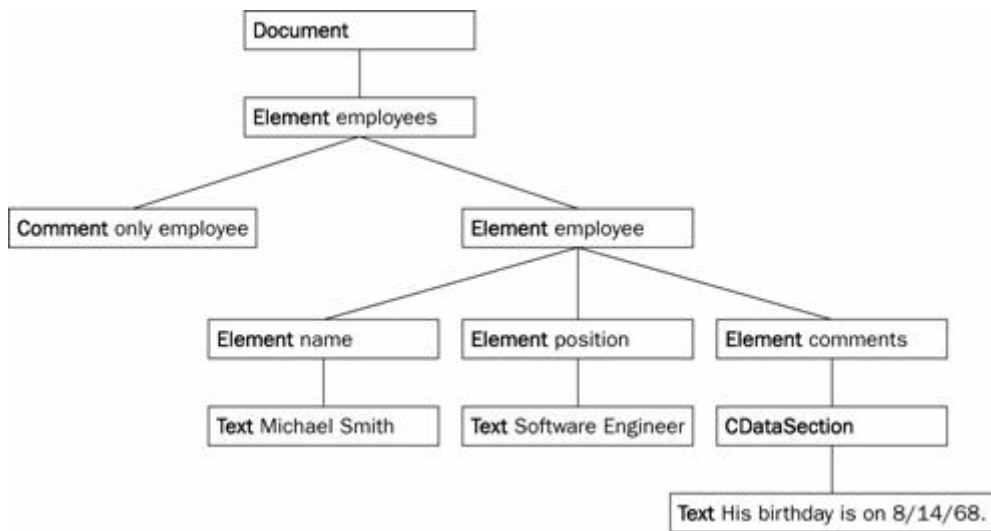 Document
Element employees
Comment only employee
Element employee
Element name
Element position
Element comments
Text Michael Smith
Text Software Engineer
CDataSection
Text His birthday is on 8/14/68.